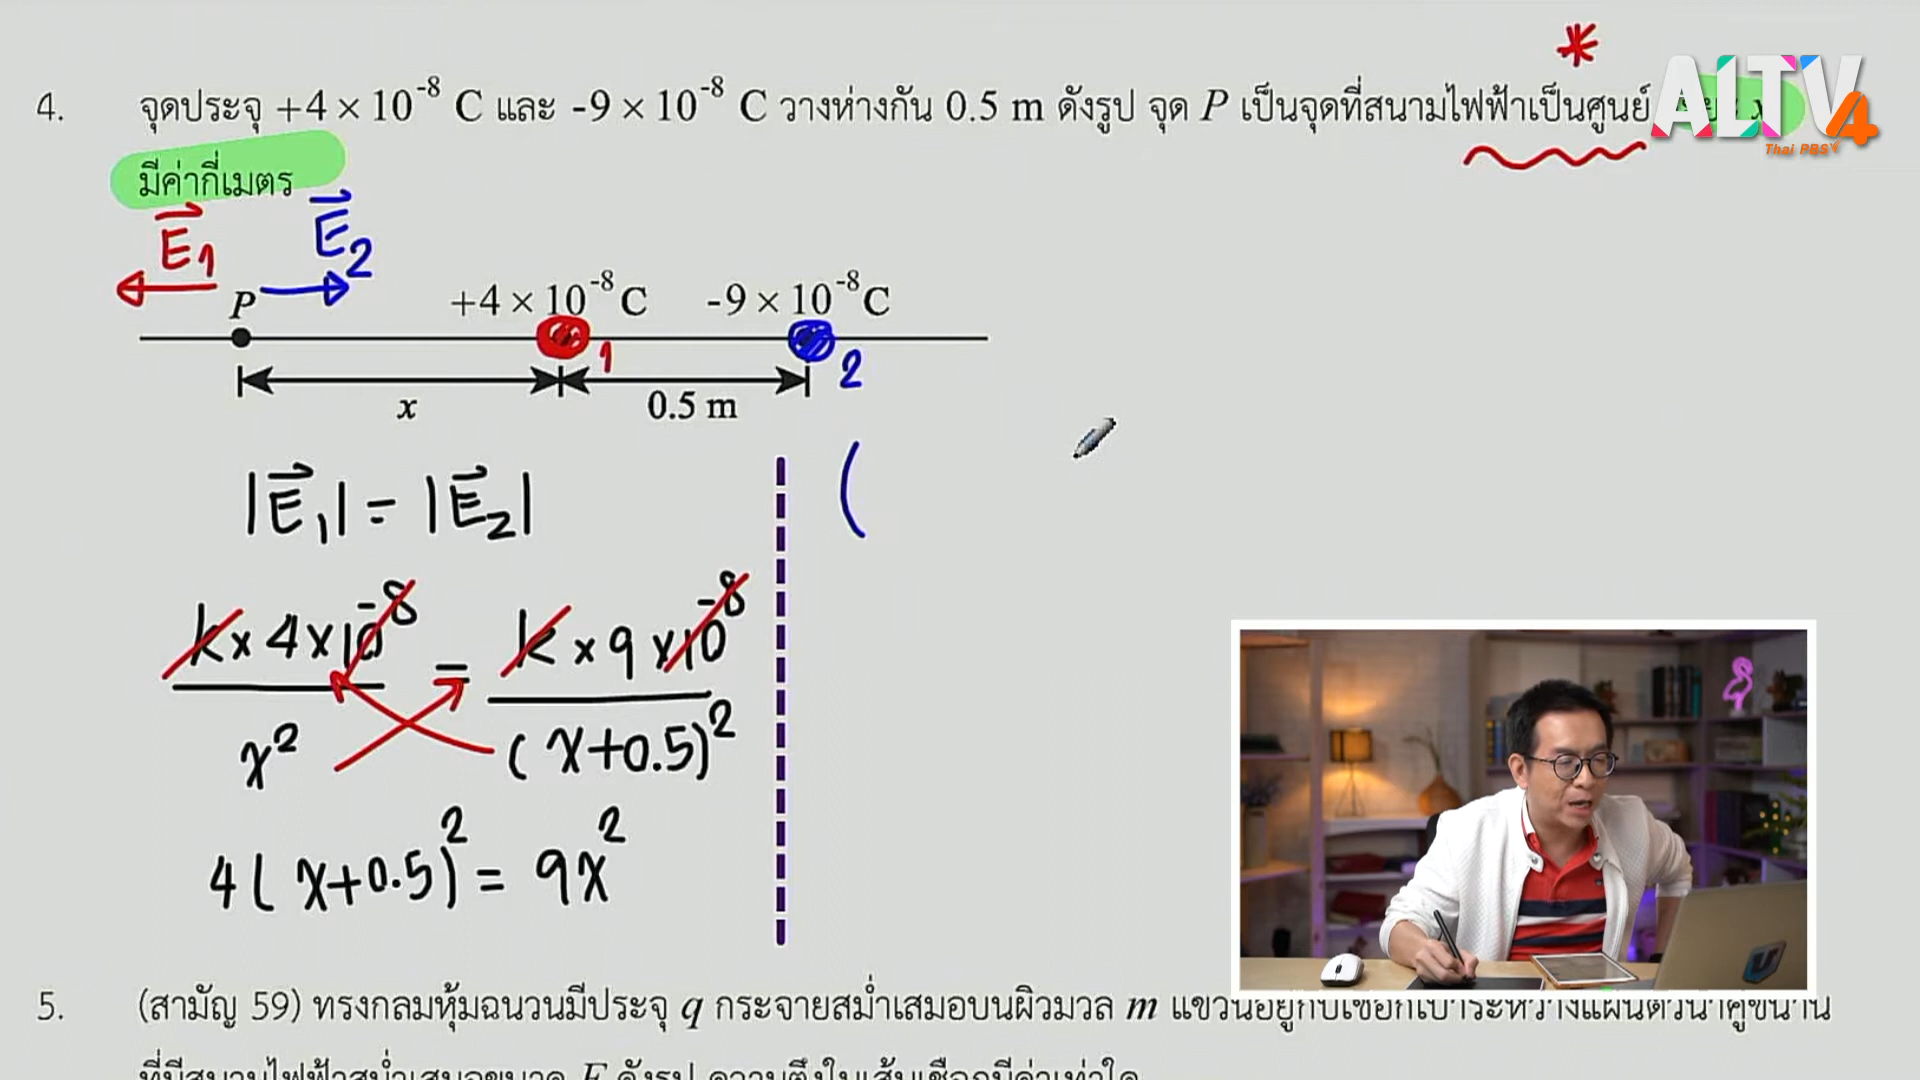 4. จุดประจุ +4 × 10⁻⁸ C และ -9 × 10⁻⁸ C วางห่างกัน 0.5 m ดังรูป จุด P เป็นจุดที่สนามไฟฟ้าเป็นศูนย์
มีค่ากี่เมตร
ALTV4
Thai PBS
E₁ E₂
P +4 × 10⁻⁸ C -9 × 10⁻⁸ C
1 2
x 0.5 m
|E₁| = |E₂| (
k × 4 × 10⁻⁸ = k × 9 × 10⁻⁸
x² (x+0.5)²
4(x+0.5)² = 9x²
5. (สามัญ 59) ทรงกลมหุ้มฉนวนมีประจุ q กระจายสม่ำเสมอบนผิวมวล m